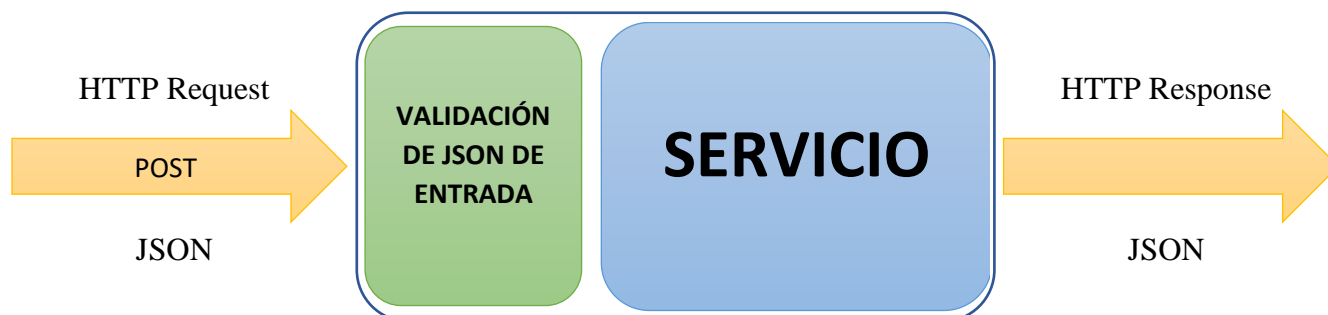 HTTP Request
POST
JSON
VALIDACIÓN
DE JSON DE
ENTRADA
SERVICIO
HTTP Response
JSON